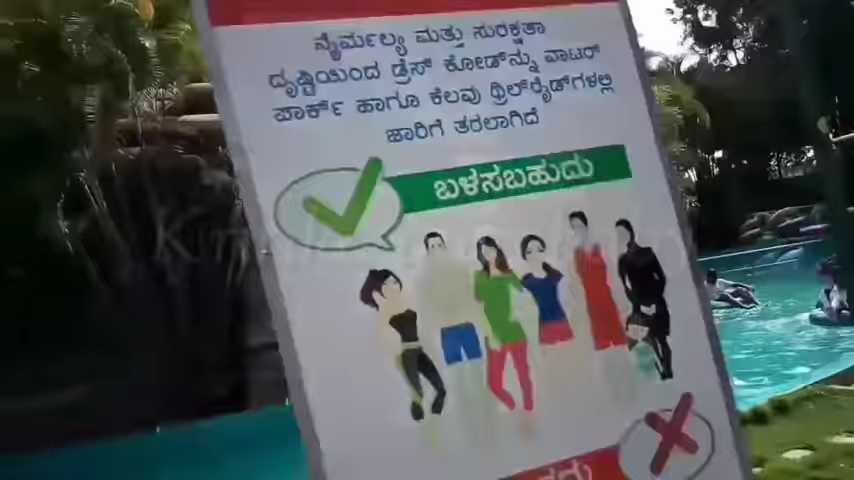 ನೈರ್ಮಲ್ಯ ಮತ್ತು ಸುರಕ್ಷತಾ
ದೃಷ್ಟಿಯಿಂದ ಡ್ರೆಸ್ ಕೋಡ್‌ನ್ನು ವಾಟರ್
ಪಾರ್ಕ್ ಹಾಗೂ ಕೆಲವು ಥ್ರಿಲ್‌ರೈಡ್‌ಗಳಲ್ಲಿ
ಜಾರಿಗೆ ತರಲಾಗಿದೆ
ಬಳಸಬಹುದು